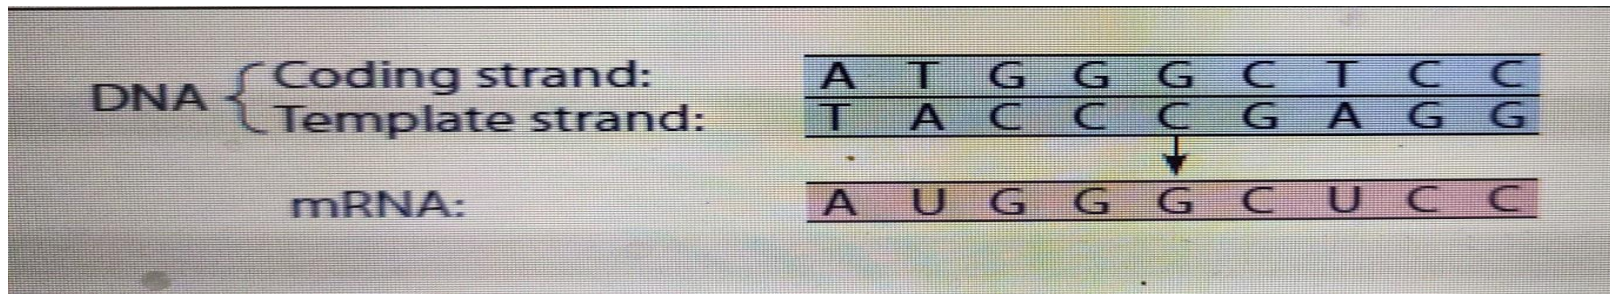 DNA { Coding strand: A T G G G C T C C
Template strand: T A C C C G A G G
mRNA: A U G G G C U C C